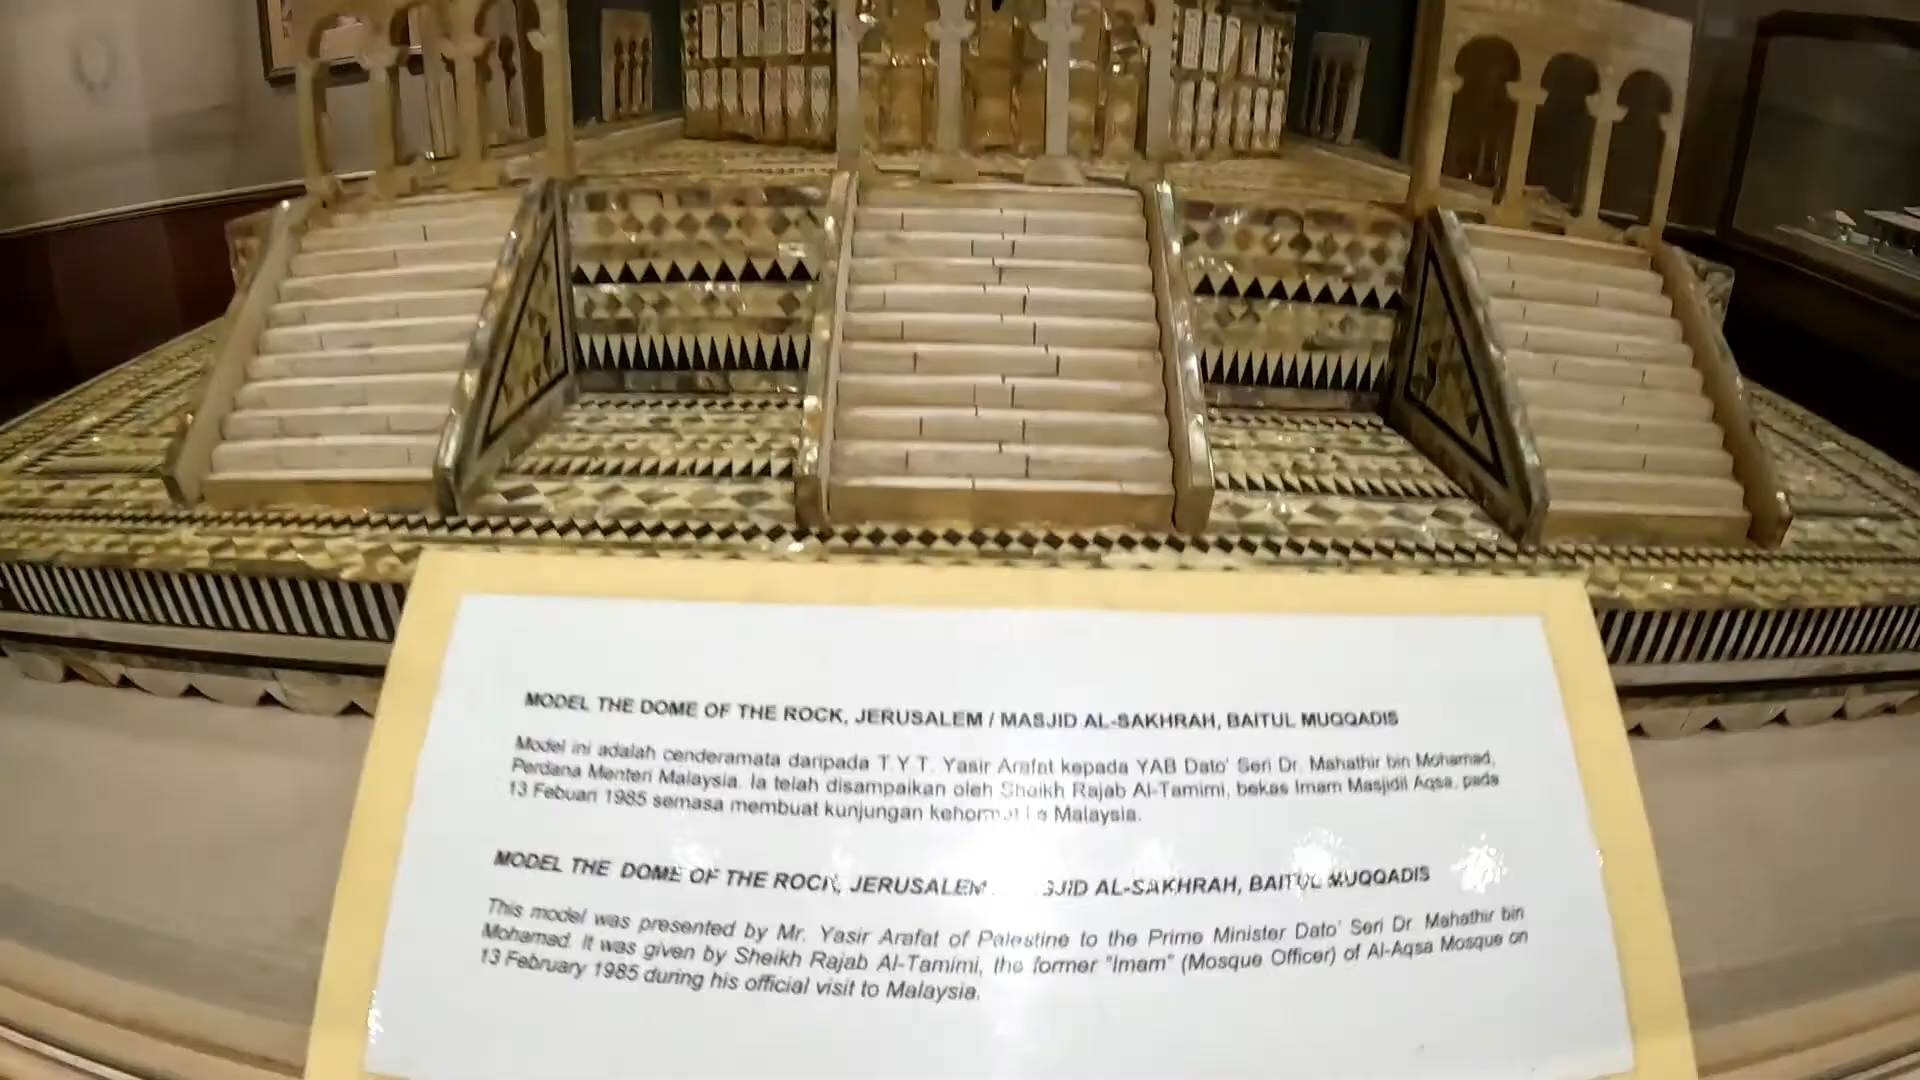 MODEL THE DOME OF THE ROCK, JERUSALEM / MASJID AL-SAKHRAH, BAITUL MUQQADIS
Model ini adalah cenderamata daripada T.Y.T. Yasir Arafat kepada YAB Dato' Seri Dr. Mahathir bin Mohamad,
Perdana Menteri Malaysia. Ia telah disampaikan oleh Shaikh Rajab Al-Tamimi, bekas Imam Masjidil Aqsa, pada
13 Febuari 1985 semasa membuat kunjungan Malaysia.
MODEL THE DOME OF THE ROCK, JERUSALEM AL-SAKHRAH, BAITUL MUQQADIS
This model was presented by Mr. Yasir Arafat of Palestine to the Prime Minister Dato' Seri Dr. Mahathir bin
Mohamad. It was given by Sheikh Rajab Al-Tamimi, the former "Imam" (Mosque Officer) of Al-Aqsa Mosque on
13 February 1985 during his official visit to Malaysia.